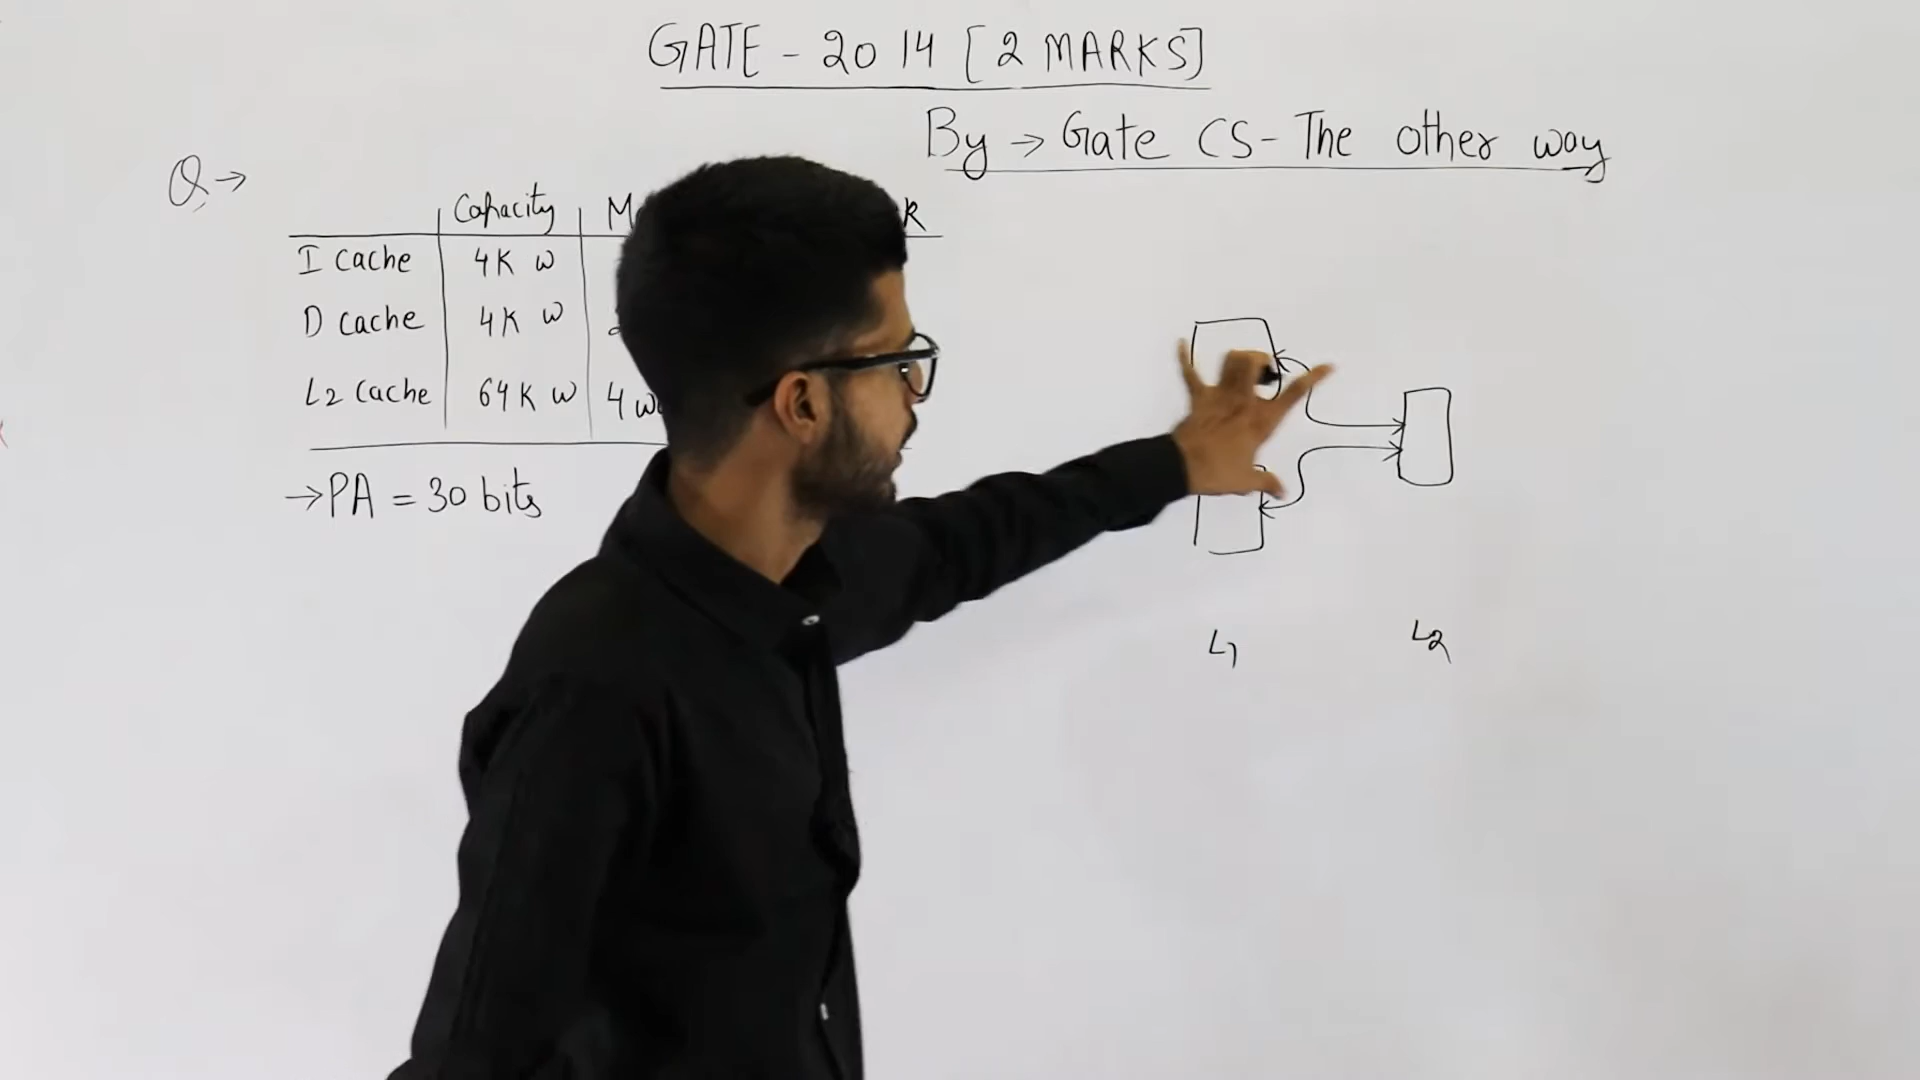 GATE - 2014 [2 MARKS]
By → Gate CS - The other way
Q →
Capacity
I cache 4K w
D cache 4K w
L2 cache 64K w 4 w
→ PA = 30 bits
L1
L2